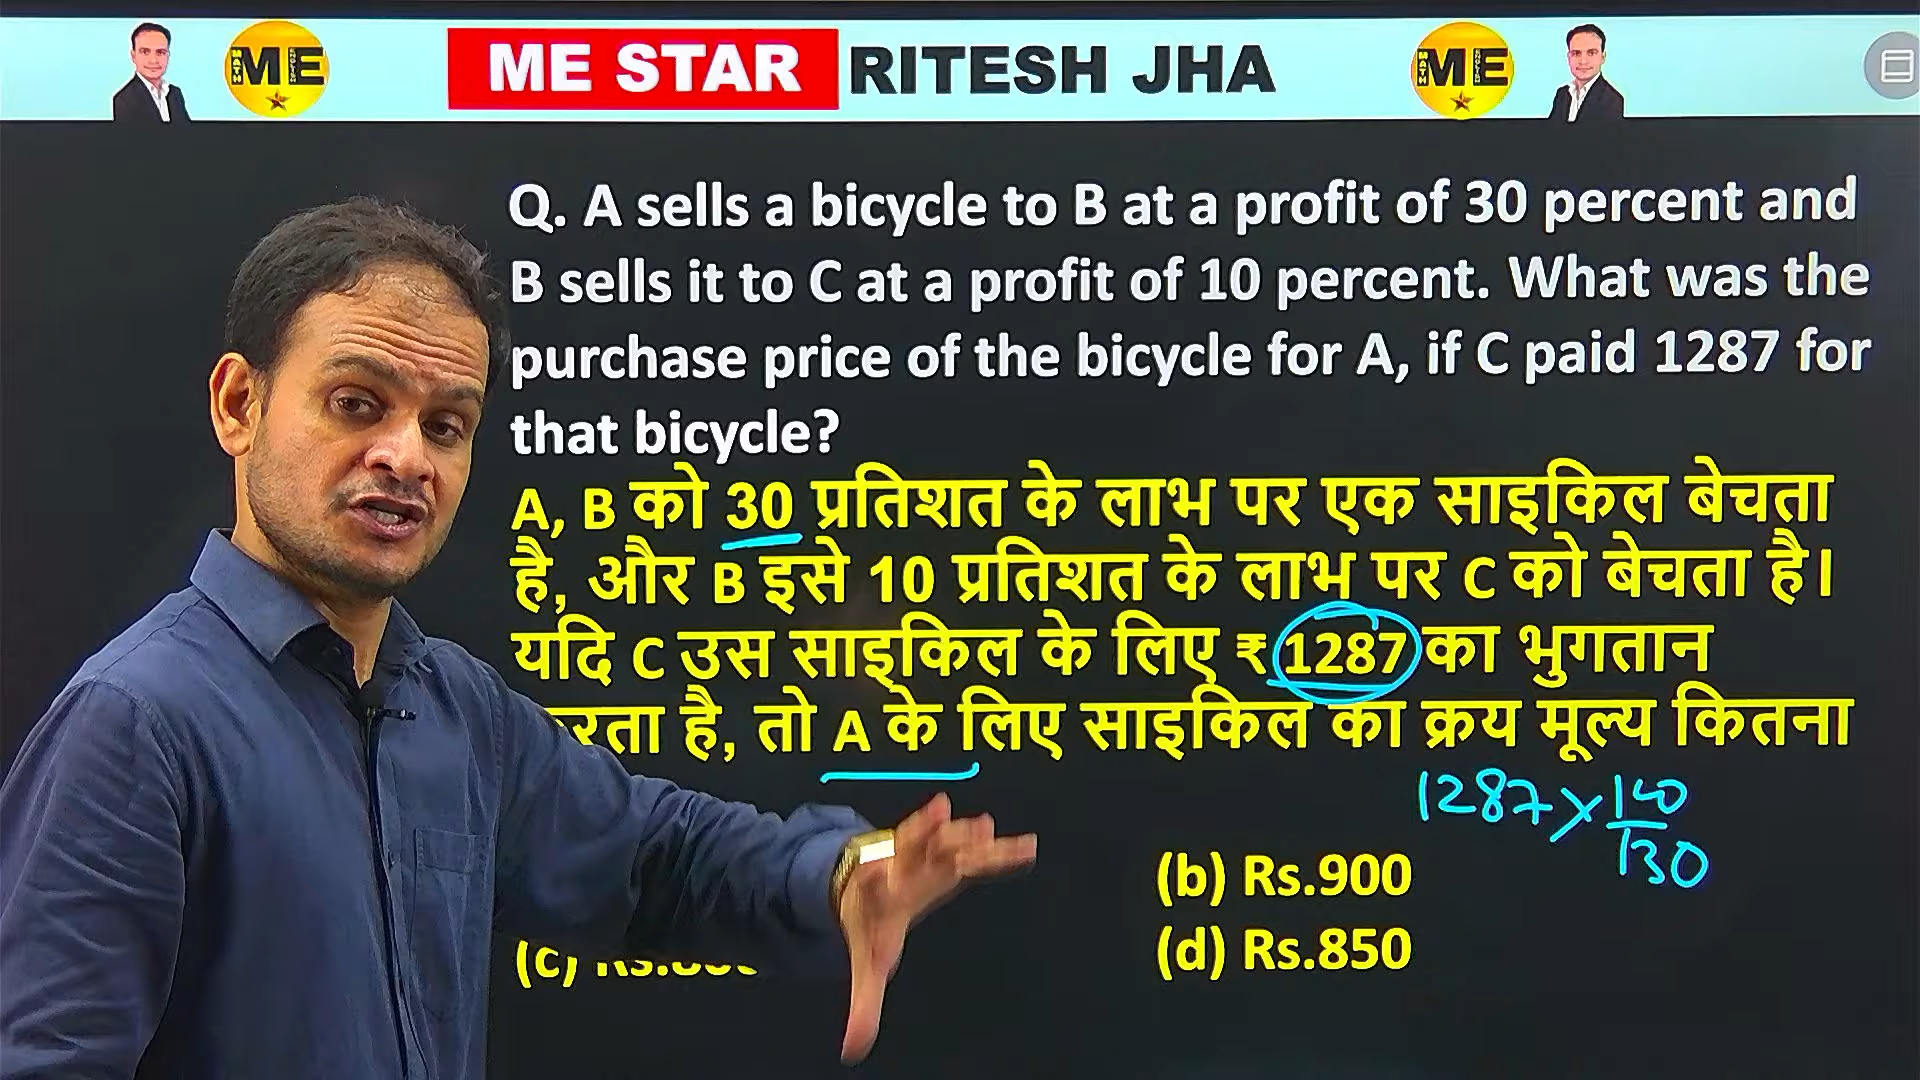 ME STAR RITESH JHA
Q. A sells a bicycle to B at a profit of 30 percent and
B sells it to C at a profit of 10 percent. What was the
purchase price of the bicycle for A, if C paid 1287 for
that bicycle?
A, B को 30 प्रतिशत के लाभ पर एक साइकिल बेचता
है, और B इसे 10 प्रतिशत के लाभ पर C को बेचता है।
यदि C उस साइकिल के लिए ₹ 1287 का भुगतान
है, तो A के लिए साइकिल का क्रय मूल्य कितना
1287 × 100
130
(b) Rs.900
(c)
(d) Rs.850